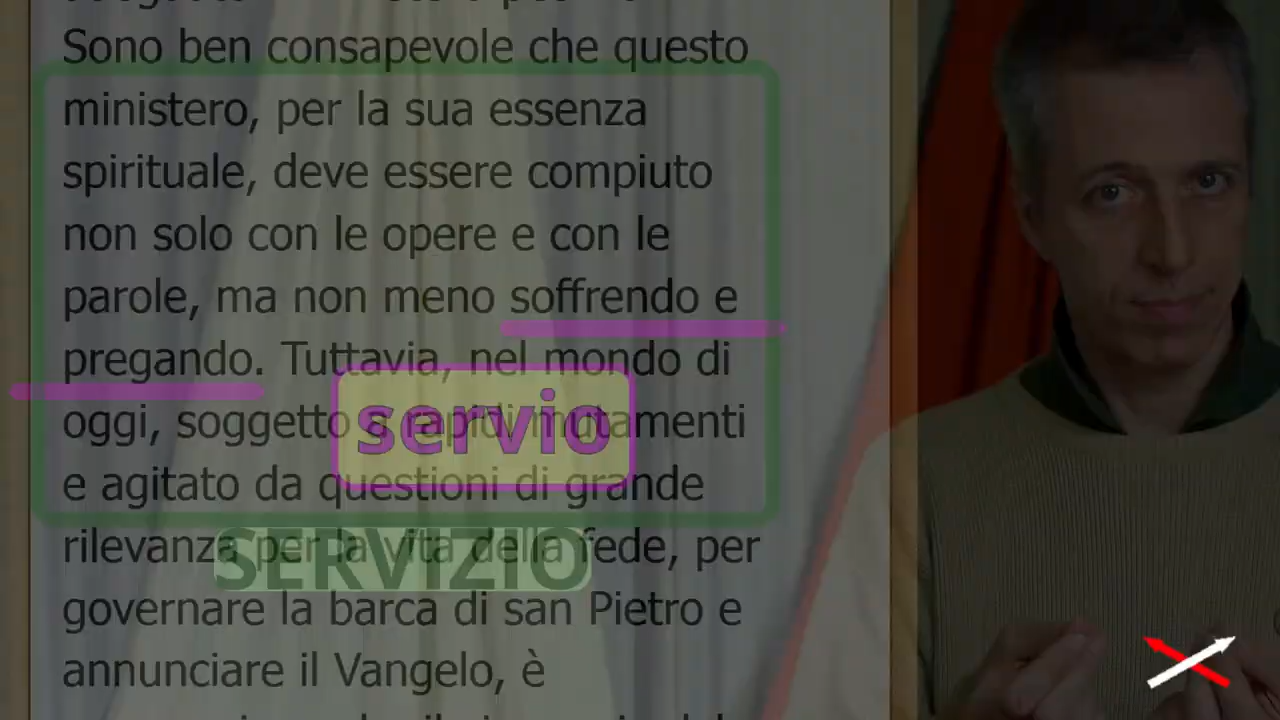 Sono ben consapevole che questo
ministero, per la sua essenza
spirituale, deve essere compiuto
non solo con le opere e con le
parole, ma non meno soffrendo e
pregando. Tuttavia, nel mondo di
oggi, soggetto a rapidi mutamenti
servio
e agitato da questioni di grande
rilevanza per la vita della fede, per
SERVIZIO
governare la barca di san Pietro e
annunciare il Vangelo, è